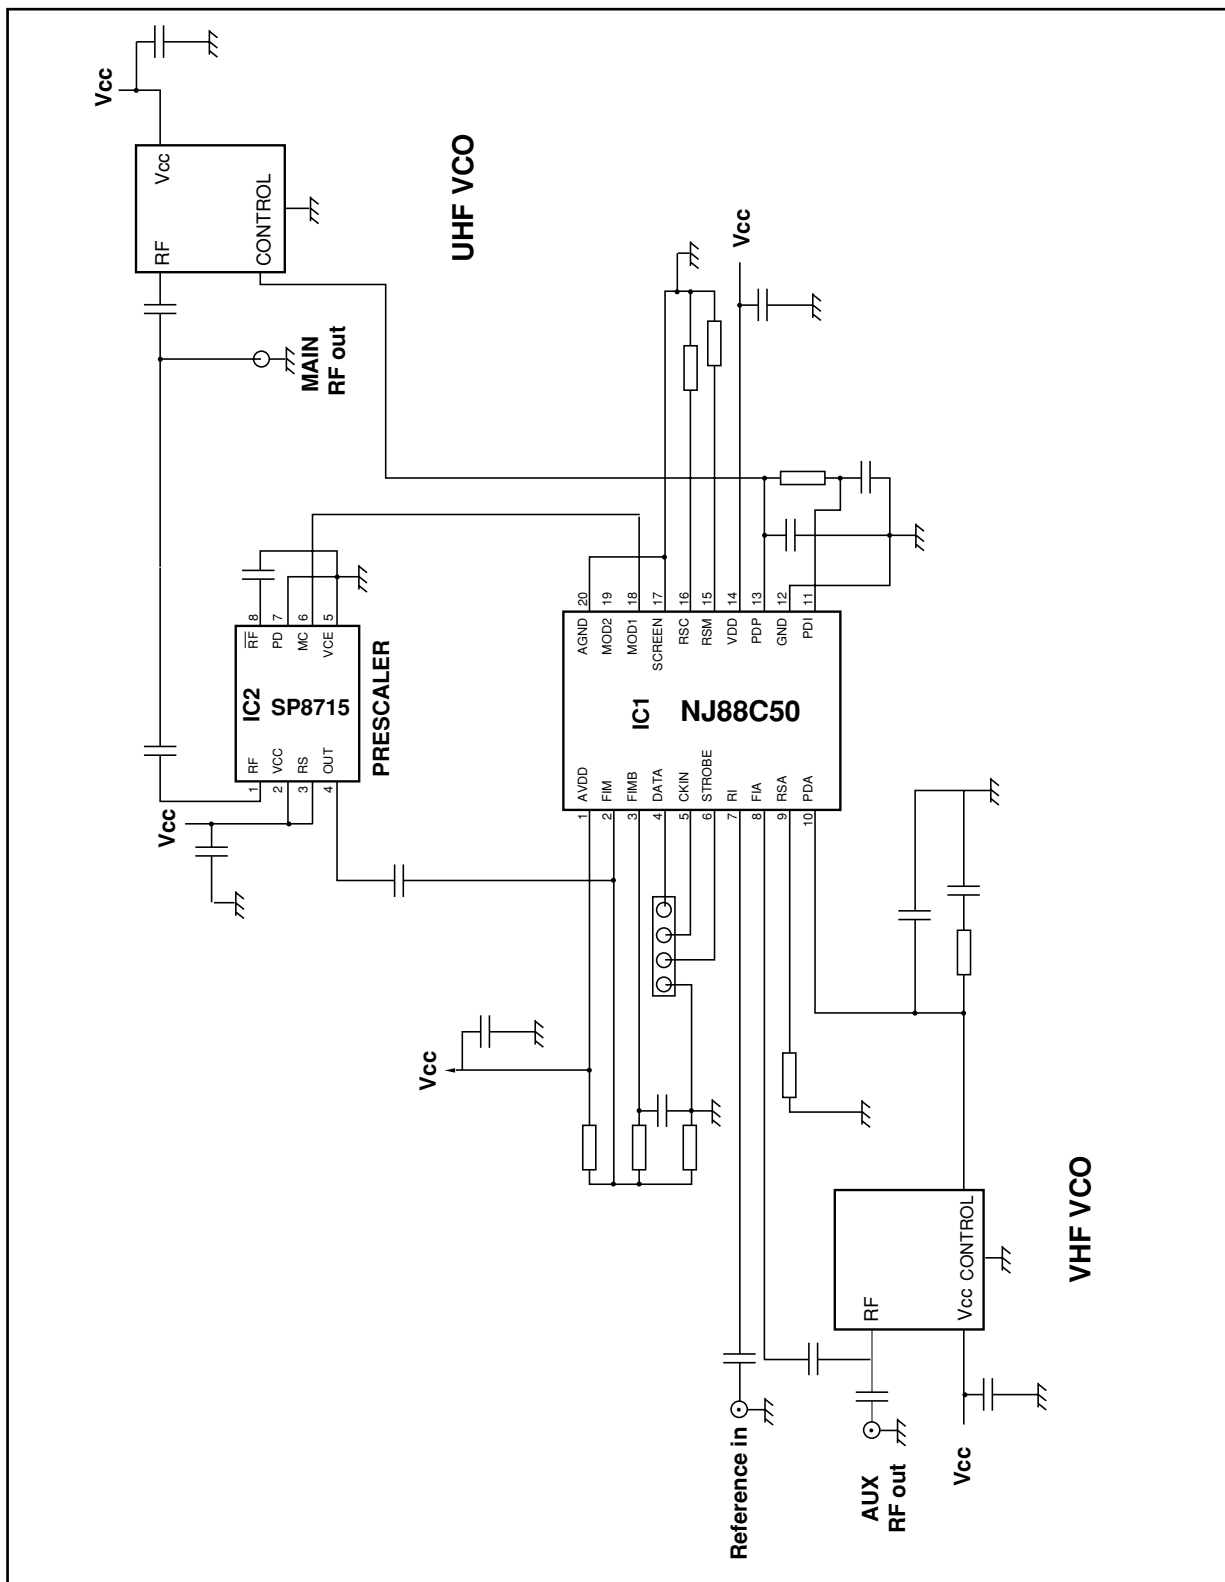 Vcc
RF
Vcc
CONTROL
UHF VCO
MAIN
RF out
IC2
SP8715
PRESCALER
RF
8
PD
7
MC
6
VCE
5
1
RF
2
VCC
3
RS
4
OUT
Vcc
IC1
NJ88C50
AGND
20
MOD2
19
MOD1
18
SCREEN
17
RSC
16
RSM
15
VDD
14
PDP
13
GND
12
PDI
11
1
AVDD
2
FIM
3
FIMB
4
DATA
5
CKIN
6
STROBE
7
RI
8
FIA
9
RSA
10
PDA
Vcc
Vcc
VHF VCO
RF
Vcc CONTROL
Reference in
AUX
RF out
Vcc